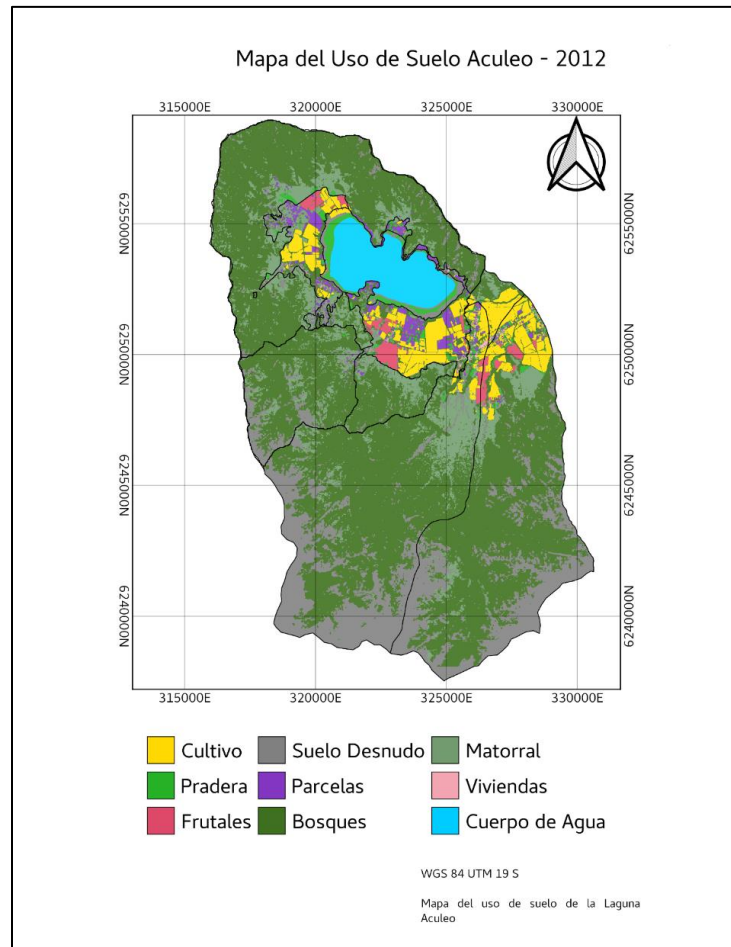 Mapa del Uso de Suelo Aculeo - 2012
315000E 320000E 325000E 330000E
6255000N 6255000N
6250000N 6250000N
6245000N 6245000N
6240000N 6240000N
315000E 320000E 325000E 330000E
Cultivo Suelo Desnudo Matorral
Pradera Parcelas Viviendas
Frutales Bosques Cuerpo de Agua
WGS 84 UTM 19 S
Mapa del uso de suelo de la Laguna
Aculeo